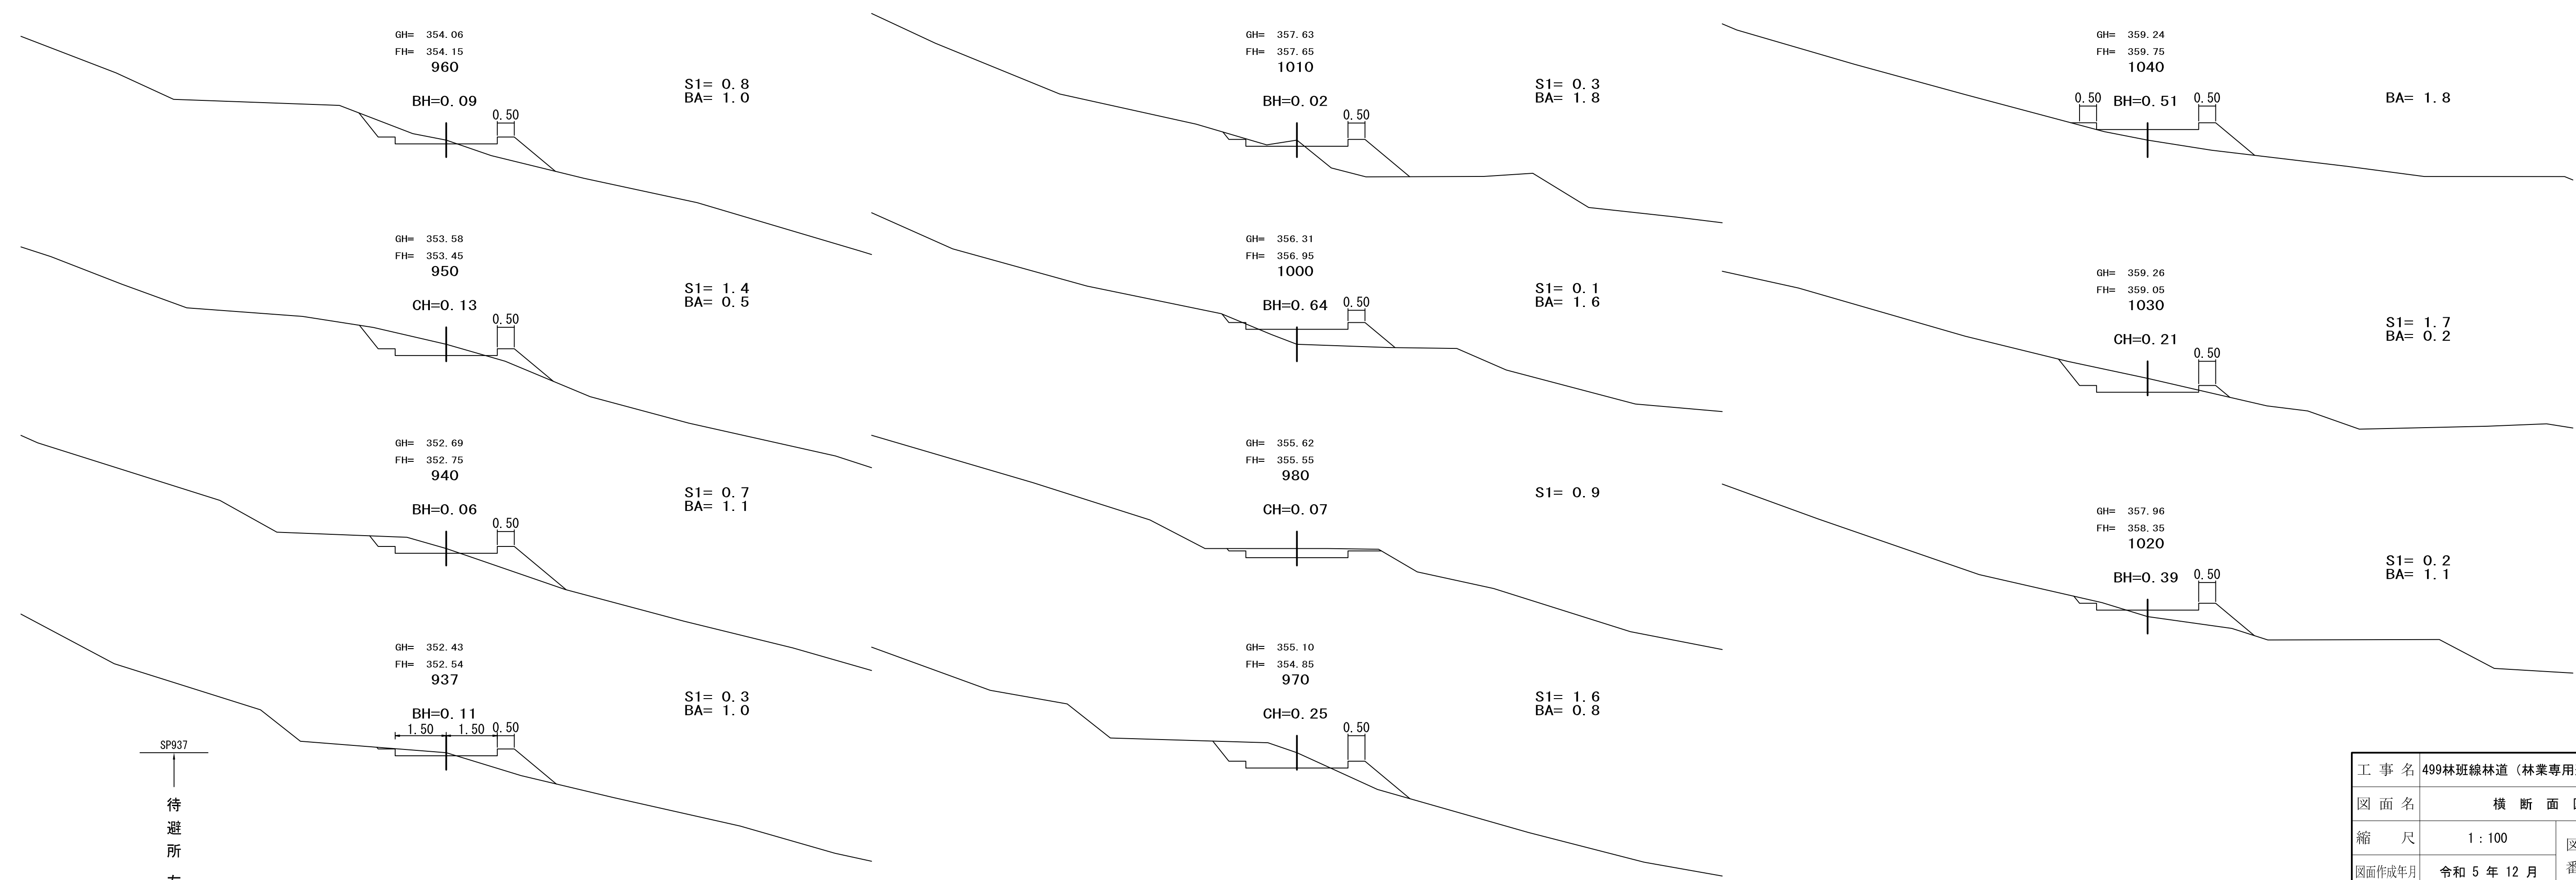 GH= 354.06
FH= 354.15
960
BH=0.09
0.50
S1= 0.8
BA= 1.0
GH= 353.58
FH= 353.45
950
CH=0.13
0.50
S1= 1.4
BA= 0.5
GH= 352.69
FH= 352.75
940
BH=0.06
0.50
S1= 0.7
BA= 1.1
GH= 352.43
FH= 352.54
937
BH=0.11
1.50 1.50 0.50
S1= 0.3
BA= 1.0
SP937
待
避
所
GH= 357.63
FH= 357.65
1010
BH=0.02
0.50
S1= 0.3
BA= 1.8
GH= 356.31
FH= 356.95
1000
BH=0.64
0.50
S1= 0.1
BA= 1.6
GH= 355.62
FH= 355.55
980
CH=0.07
S1= 0.9
GH= 355.10
FH= 354.85
970
CH=0.25
0.50
S1= 1.6
BA= 0.8
GH= 359.24
FH= 359.75
1040
0.50 BH=0.51 0.50
BA= 1.8
GH= 359.26
FH= 359.05
1030
CH=0.21
0.50
S1= 1.7
BA= 0.2
GH= 357.96
FH= 358.35
1020
BH=0.39
0.50
S1= 0.2
BA= 1.1
工事名 499林班線林道（林業専用
図面名 横断面
縮尺 1：100
図面作成年月 令和 5 年 12 月